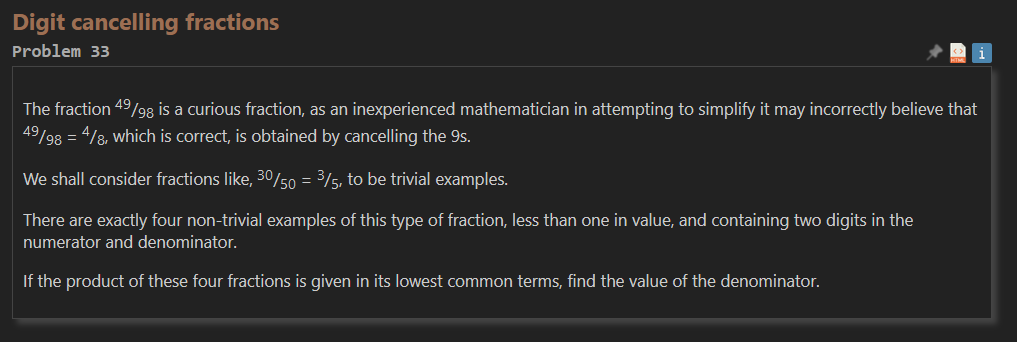 Digit cancelling fractions
Problem 33
HTML i
The fraction 49/98 is a curious fraction, as an inexperienced mathematician in attempting to simplify it may incorrectly believe that
49/98 = 4/8, which is correct, is obtained by cancelling the 9s.
We shall consider fractions like, 30/50 = 3/5, to be trivial examples.
There are exactly four non-trivial examples of this type of fraction, less than one in value, and containing two digits in the
numerator and denominator.
If the product of these four fractions is given in its lowest common terms, find the value of the denominator.